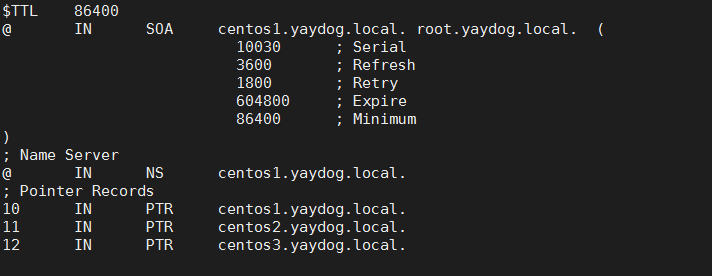 $TTL    86400
@       IN      SOA     centos1.yaydog.local. root.yaydog.local.  (
                          10030      ; Serial
                          3600       ; Refresh
                          1800       ; Retry
                          604800     ; Expire
                          86400      ; Minimum
)
; Name Server
@       IN      NS      centos1.yaydog.local.
; Pointer Records
10      IN      PTR     centos1.yaydog.local.
11      IN      PTR     centos2.yaydog.local.
12      IN      PTR     centos3.yaydog.local.